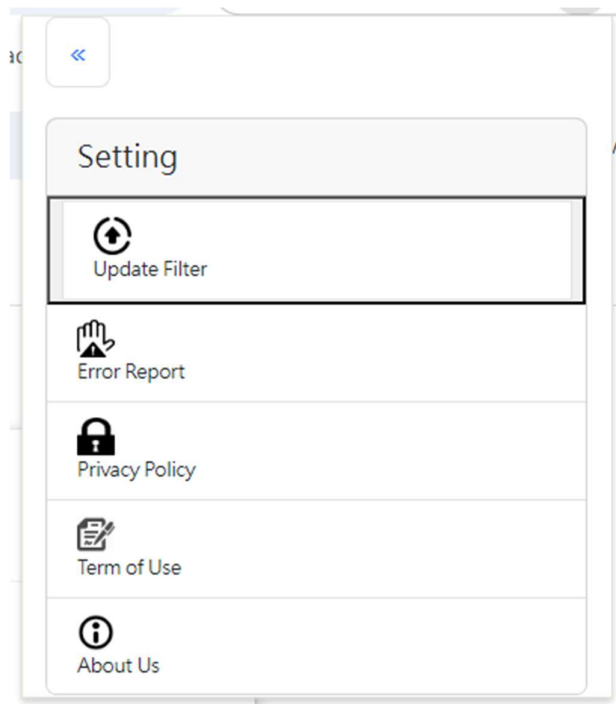 «
Setting
Update Filter
Error Report
Privacy Policy
Term of Use
About Us